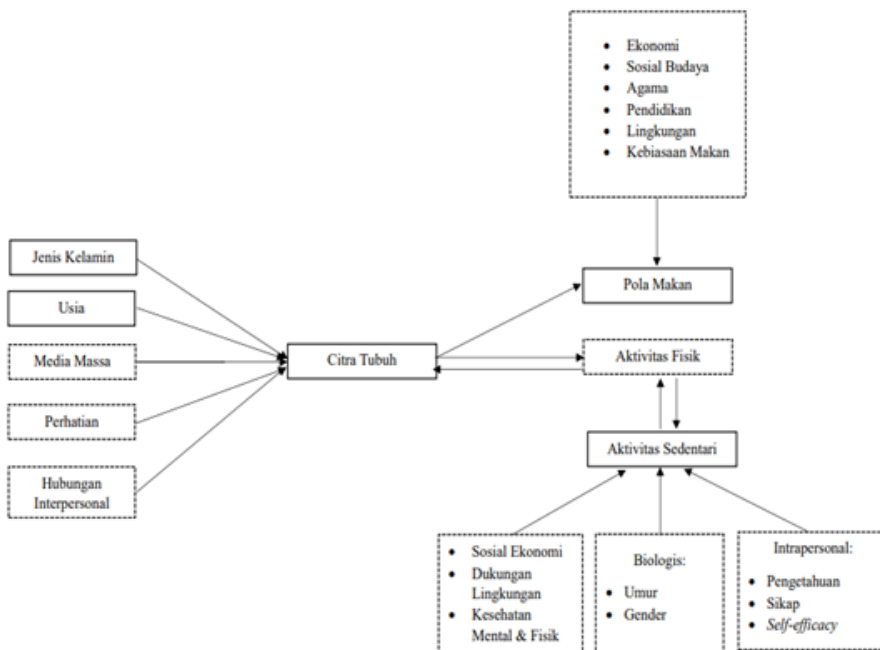 • Ekonomi
• Sosial Budaya
• Agama
• Pendidikan
• Lingkungan
• Kebiasaan Makan
Jenis Kelamin
Usia
Media Massa
Perhatian
Hubungan
Interpersonal
Citra Tubuh
Pola Makan
Aktivitas Fisik
Aktivitas Sedentari
• Sosial Ekonomi
• Dukungan
Lingkungan
• Kesehatan
Mental & Fisik
Biologis:
• Umur
• Gender
Intrapersonal:
• Pengetahuan
• Sikap
• Self-efficacy